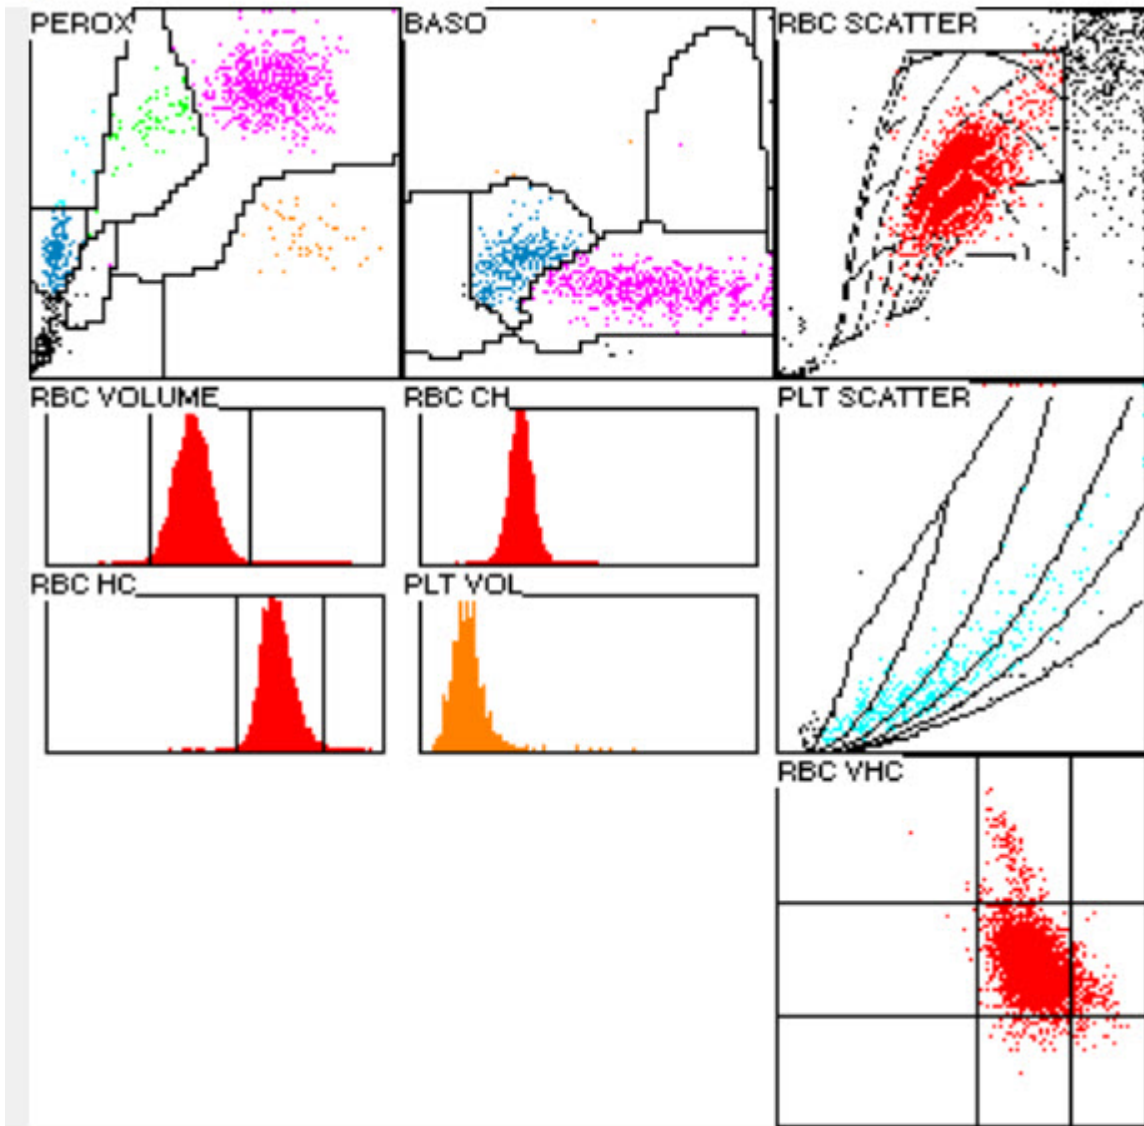 PEROX
BASO
RBC SCATTER
RBC VOLUME
RBC CH
PLT SCATTER
RBC HC
PLT VOL
RBC VHC